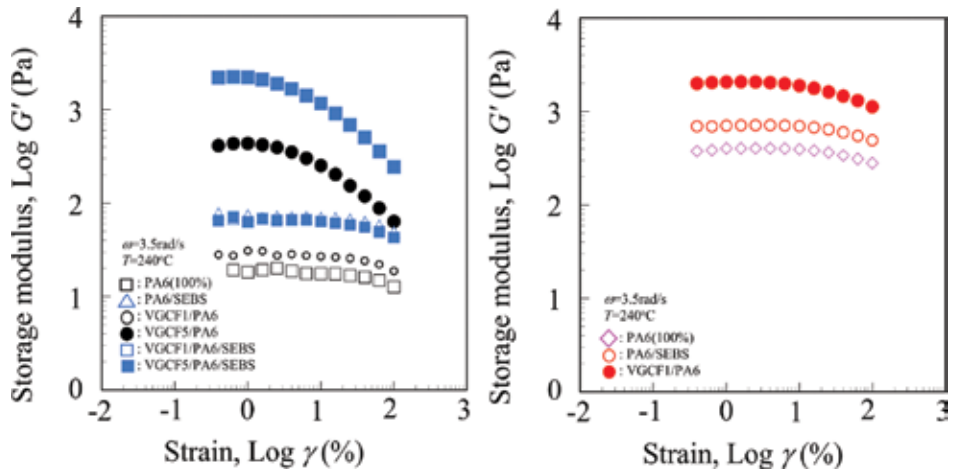 4
3
2
1
0
-2
-1
0
1
2
3
Storage modulus, Log G' (Pa)
Strain, Log γ (%)
ω=3.5rad/s
T=240°C
: PA6(100%)
: PA6/SEBS
: VGCF1/PA6
: VGCF5/PA6
: VGCF1/PA6/SEBS
: VGCF5/PA6/SEBS
4
3
2
1
0
-2
-1
0
1
2
3
Storage modulus, Log G' (Pa)
Strain, Log γ (%)
ω=3.5rad/s
T=240°C
: PA6(100%)
: PA6/SEBS
: VGCF1/PA6